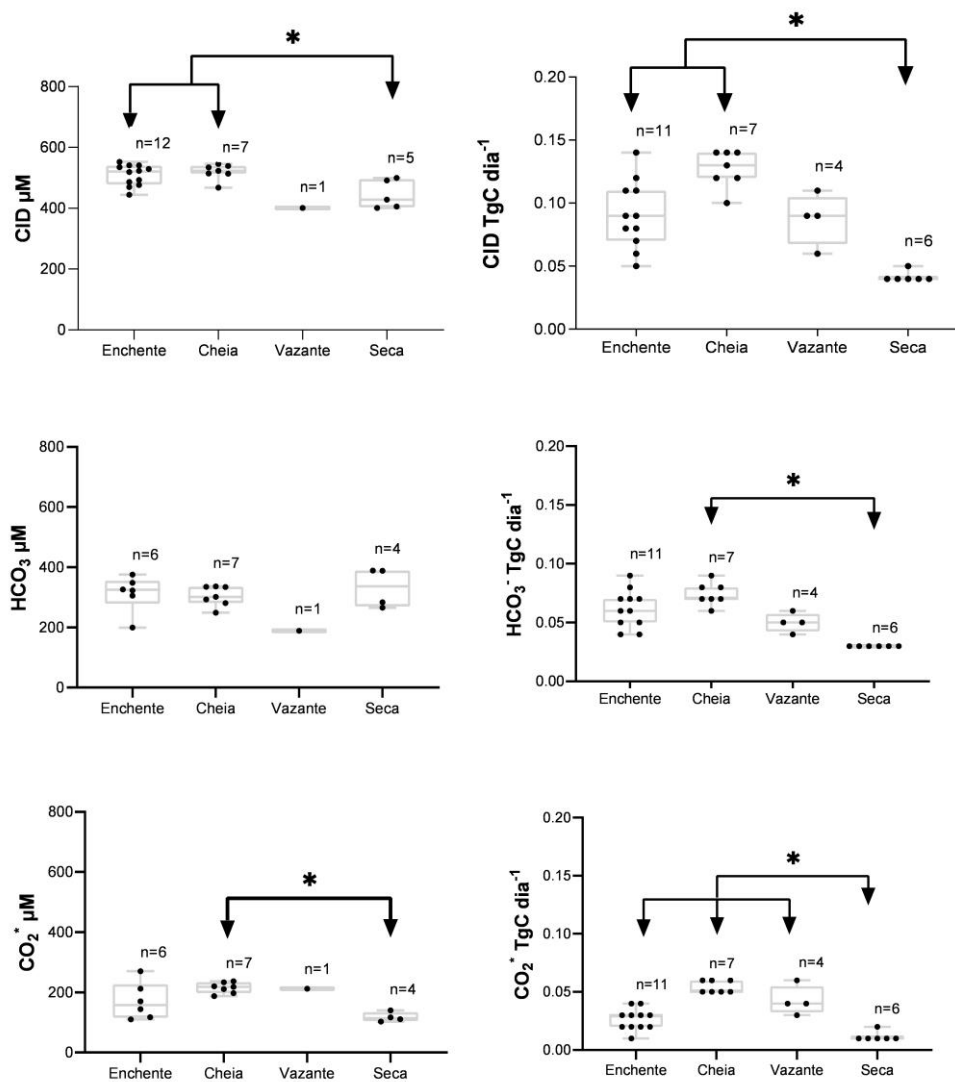 *
800
600
400
200
0
CID µM
n=12
n=7
n=1
n=5
Enchente Cheia Vazante Seca
*
0.20
0.15
0.10
0.05
0.00
CID TgC dia⁻¹
n=11
n=7
n=4
n=6
Enchente Cheia Vazante Seca
800
600
400
200
0
HCO₃ µM
n=6
n=7
n=1
n=4
Enchente Cheia Vazante Seca
*
0.20
0.15
0.10
0.05
0.00
HCO₃⁻ TgC dia⁻¹
n=11
n=7
n=4
n=6
Enchente Cheia Vazante Seca
*
800
600
400
200
0
CO₂* µM
n=6
n=7
n=1
n=4
Enchente Cheia Vazante Seca
*
0.20
0.15
0.10
0.05
0.00
CO₂* TgC dia⁻¹
n=11
n=7
n=4
n=6
Enchente Cheia Vazante Seca